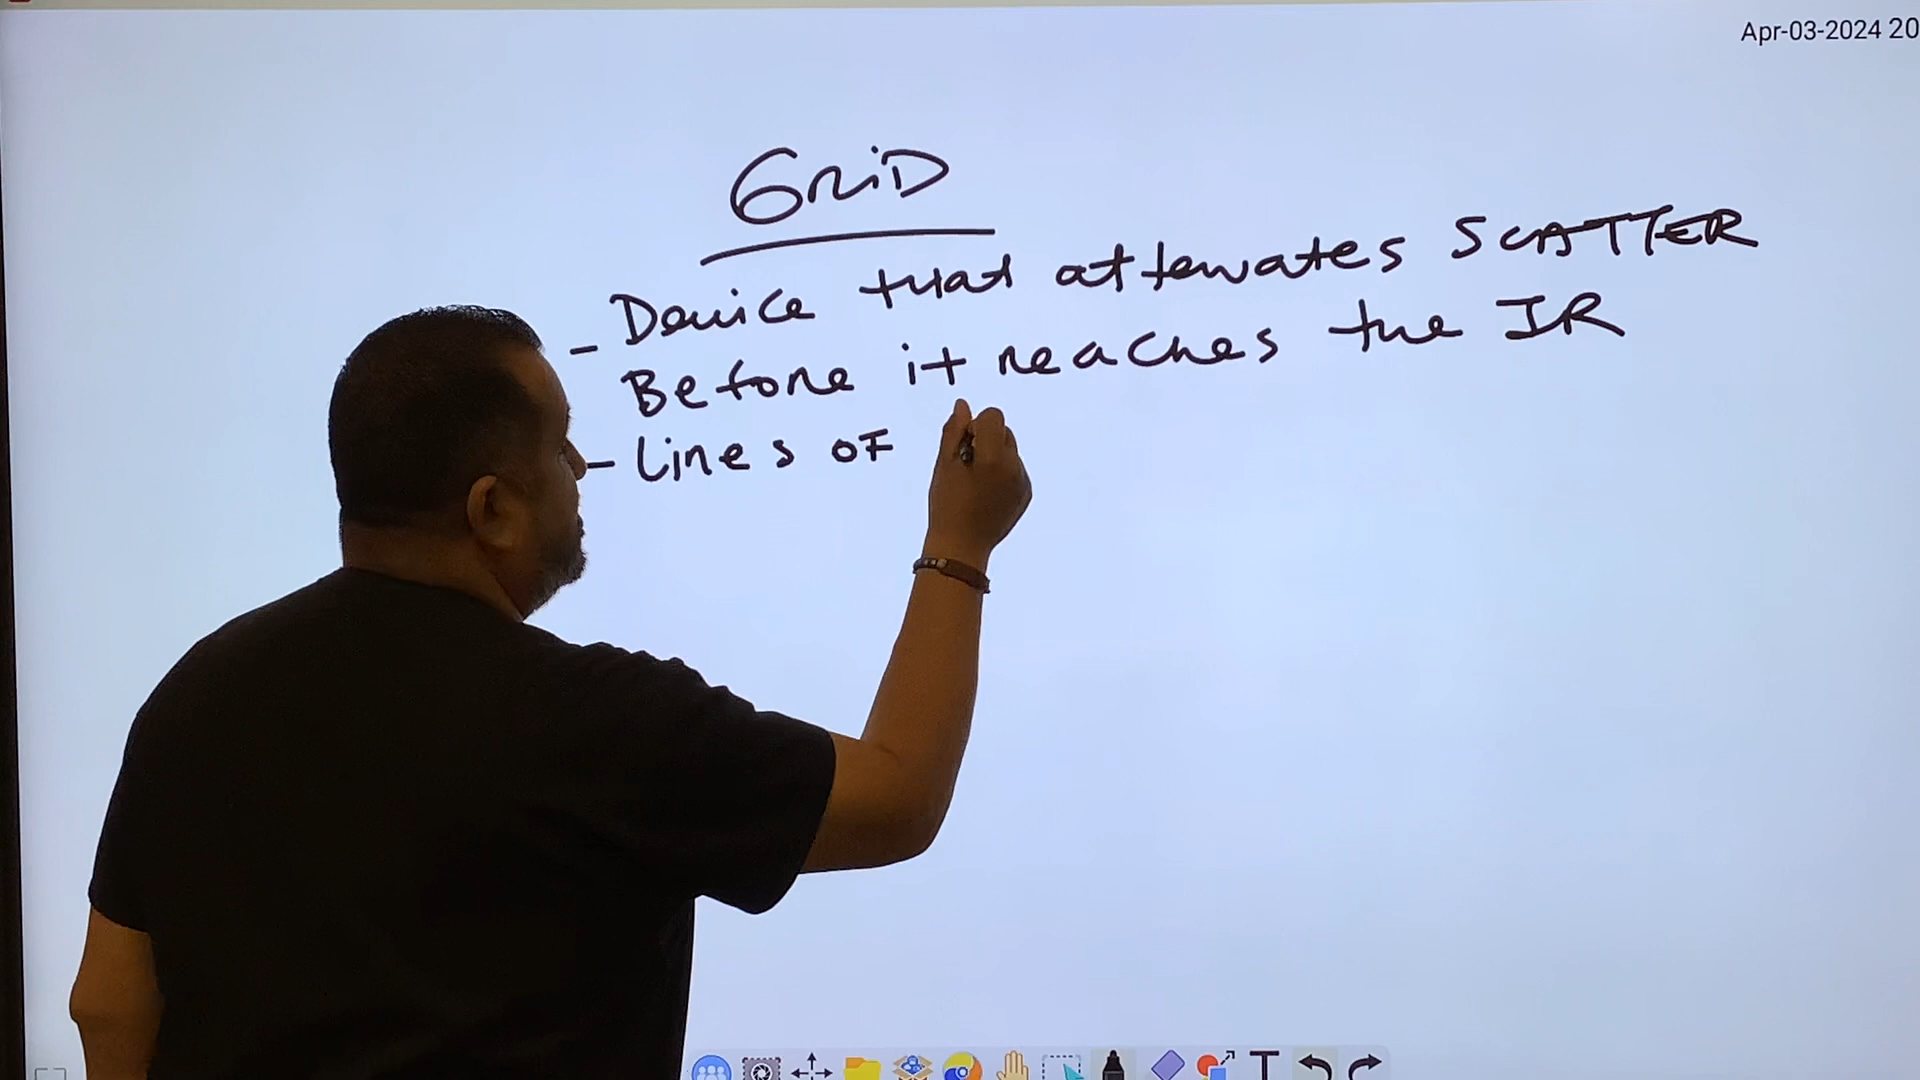 Apr-03-2024 20
GRiD
- Device that attenuates SCATTER
Before it reaches the IR
- Lines of